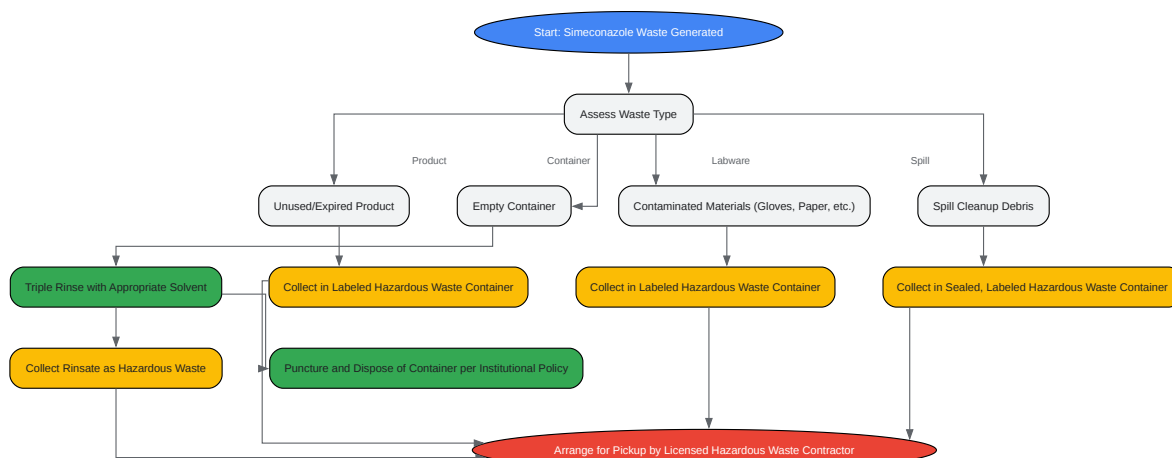 Start: Simeconazole Waste Generated
Assess Waste Type
Product
Container
Labware
Spill
Unused/Expired Product
Empty Container
Contaminated Materials (Gloves, Paper, etc.)
Spill Cleanup Debris
Triple Rinse with Appropriate Solvent
Collect in Labeled Hazardous Waste Container
Collect in Labeled Hazardous Waste Container
Collect in Sealed, Labeled Hazardous Waste Container
Collect Rinsate as Hazardous Waste
Puncture and Dispose of Container per Institutional Policy
Arrange for Pickup by Licensed Hazardous Waste Contractor